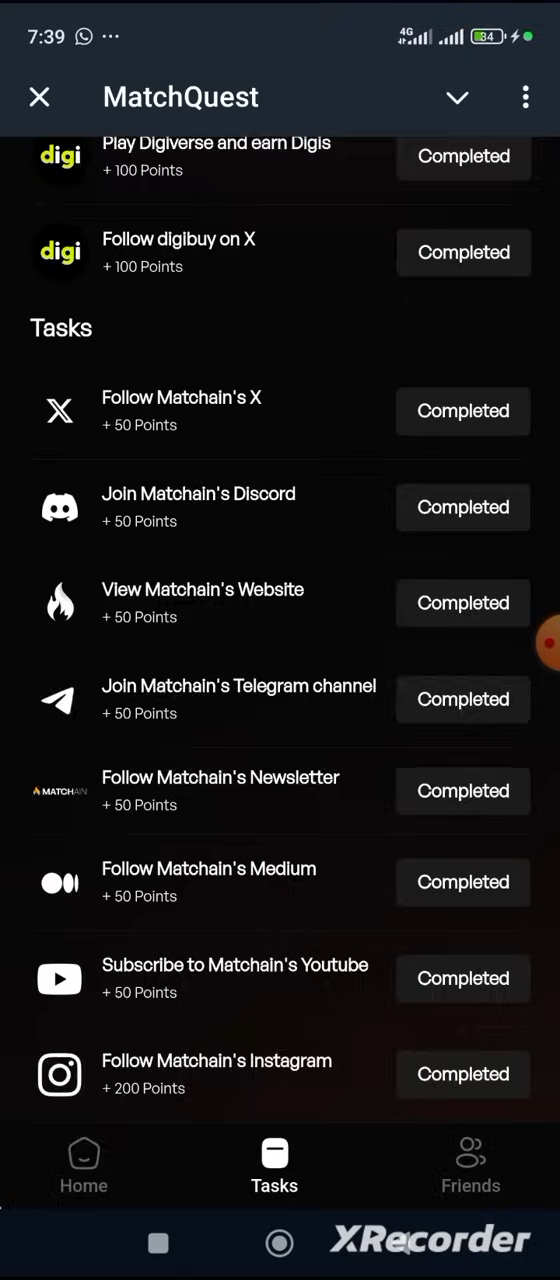 7:39
4G
34
MatchQuest
digi
Play Digiverse and earn Digis
+ 100 Points
Completed
digi
Follow digibuy on X
+ 100 Points
Completed
Tasks
Follow Matchain's X
+ 50 Points
Completed
Join Matchain's Discord
+ 50 Points
Completed
View Matchain's Website
+ 50 Points
Completed
Join Matchain's Telegram channel
+ 50 Points
Completed
MATCHAIN
Follow Matchain's Newsletter
+ 50 Points
Completed
Follow Matchain's Medium
+ 50 Points
Completed
Subscribe to Matchain's Youtube
+ 50 Points
Completed
Follow Matchain's Instagram
+ 200 Points
Completed
Home
Tasks
Friends
XRecorder